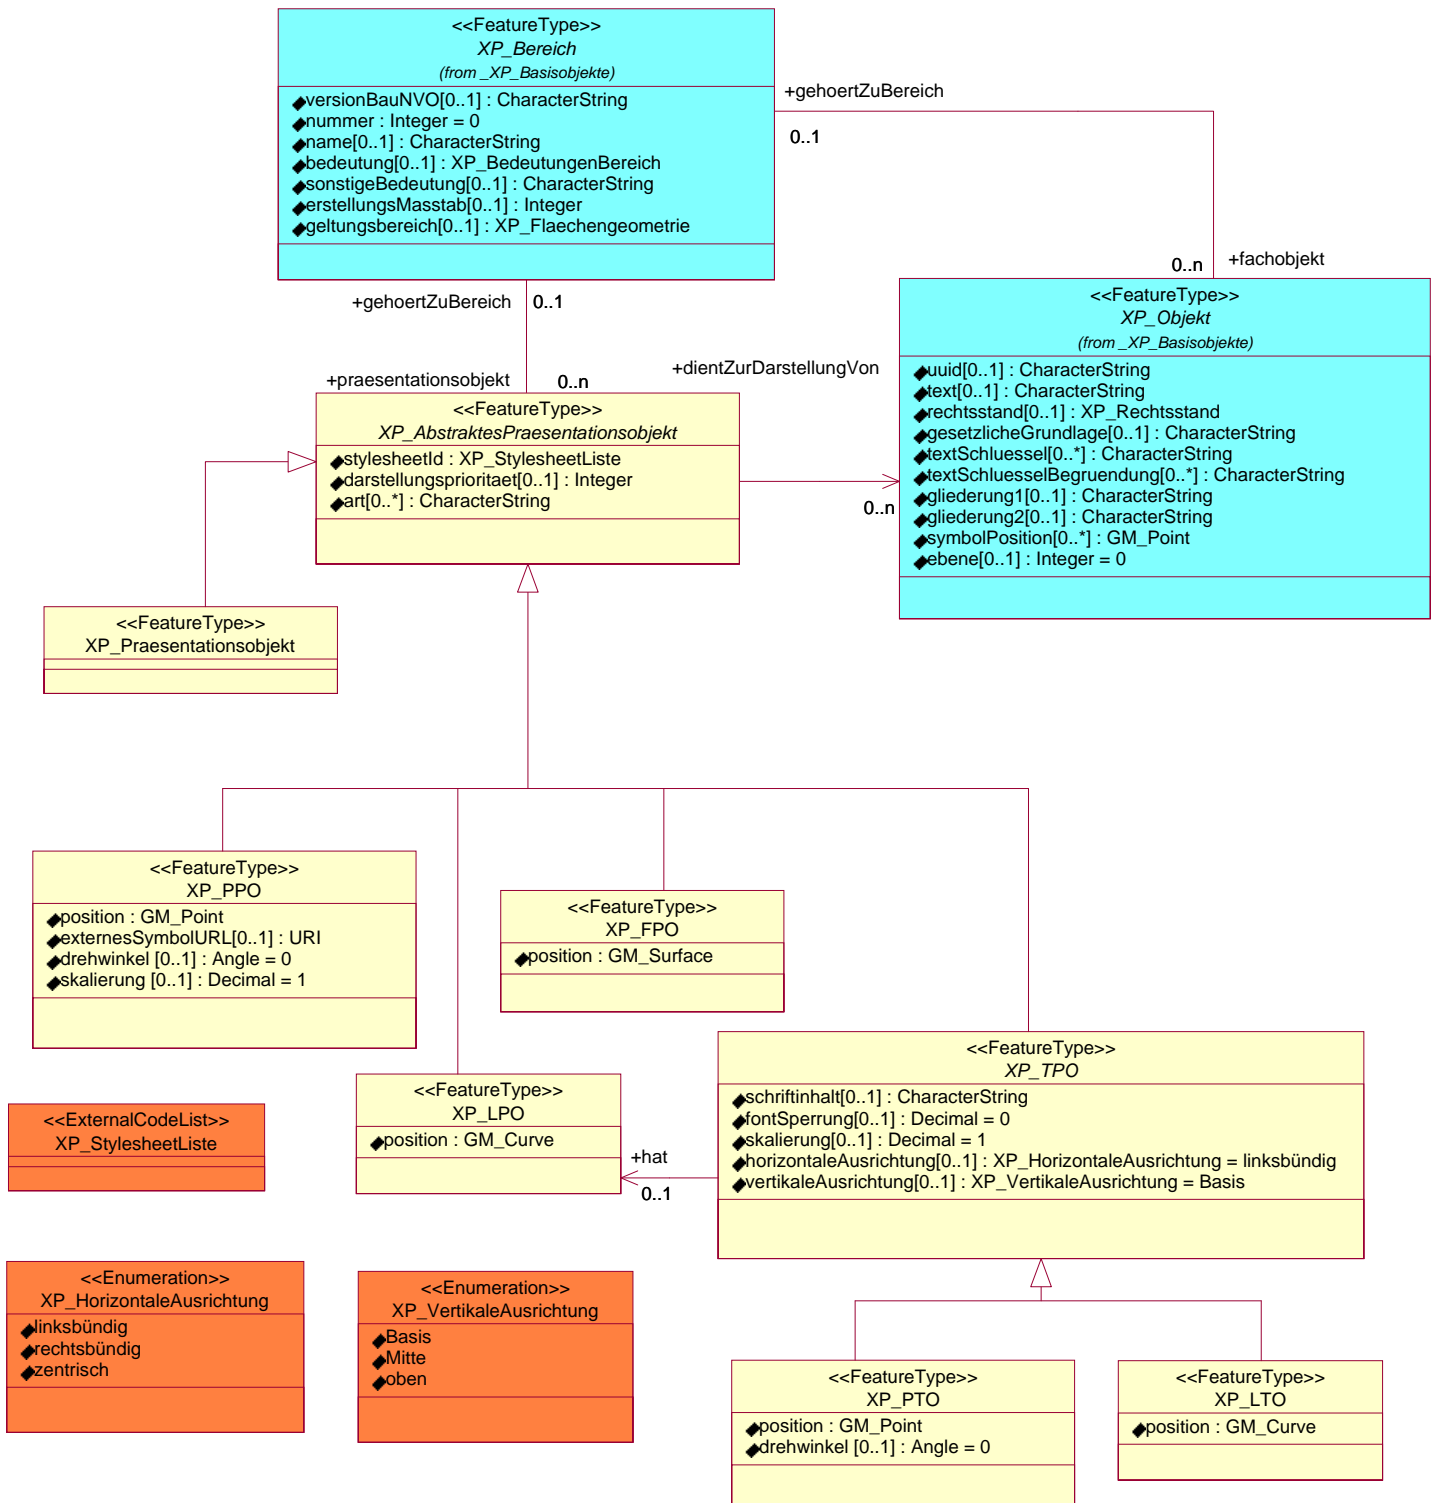 <<FeatureType>>
XP_Bereich
(from _XP_Basisobjekte)
versionBauNVO[0..1] : CharacterString
nummer : Integer = 0
name[0..1] : CharacterString
bedeutung[0..1] : XP_BedeutungenBereich
sonstigeBedeutung[0..1] : CharacterString
erstellungsMasstab[0..1] : Integer
geltungsbereich[0..1] : XP_Flaechengeometrie
+gehoertZuBereich
0..1
0..n
+fachobjekt
+gehoertZuBereich
0..1
+praesentationsobjekt
0..n
+dientZurDarstellungVon
0..n
<<FeatureType>>
XP_Objekt
(from _XP_Basisobjekte)
uuid[0..1] : CharacterString
text[0..1] : CharacterString
rechtsstand[0..1] : XP_Rechtsstand
gesetzlicheGrundlage[0..1] : CharacterString
textSchluessel[0..*] : CharacterString
textSchluesselBegruendung[0..*] : CharacterString
gliederung1[0..1] : CharacterString
gliederung2[0..1] : CharacterString
symbolPosition[0..*] : GM_Point
ebene[0..1] : Integer = 0
<<FeatureType>>
XP_AbstraktesPraesentationsobjekt
stylesheetId : XP_StylesheetListe
darstellungsprioritaet[0..1] : Integer
art[0..*] : CharacterString
<<FeatureType>>
XP_Praesentationsobjekt
<<FeatureType>>
XP_PPO
position : GM_Point
externesSymbolURL[0..1] : URI
drehwinkel [0..1] : Angle = 0
skalierung [0..1] : Decimal = 1
<<FeatureType>>
XP_FPO
position : GM_Surface
<<FeatureType>>
XP_LPO
position : GM_Curve
+hat
0..1
<<FeatureType>>
XP_TPO
schriftinhalt[0..1] : CharacterString
fontSperrung[0..1] : Decimal = 0
skalierung[0..1] : Decimal = 1
horizontaleAusrichtung[0..1] : XP_HorizontaleAusrichtung = linksbündig
vertikaleAusrichtung[0..1] : XP_VertikaleAusrichtung = Basis
<<ExternalCodeList>>
XP_StylesheetListe
<<Enumeration>>
XP_HorizontaleAusrichtung
linksbündig
rechtsbündig
zentrisch
<<Enumeration>>
XP_VertikaleAusrichtung
Basis
Mitte
oben
<<FeatureType>>
XP_PTO
position : GM_Point
drehwinkel [0..1] : Angle = 0
<<FeatureType>>
XP_LTO
position : GM_Curve